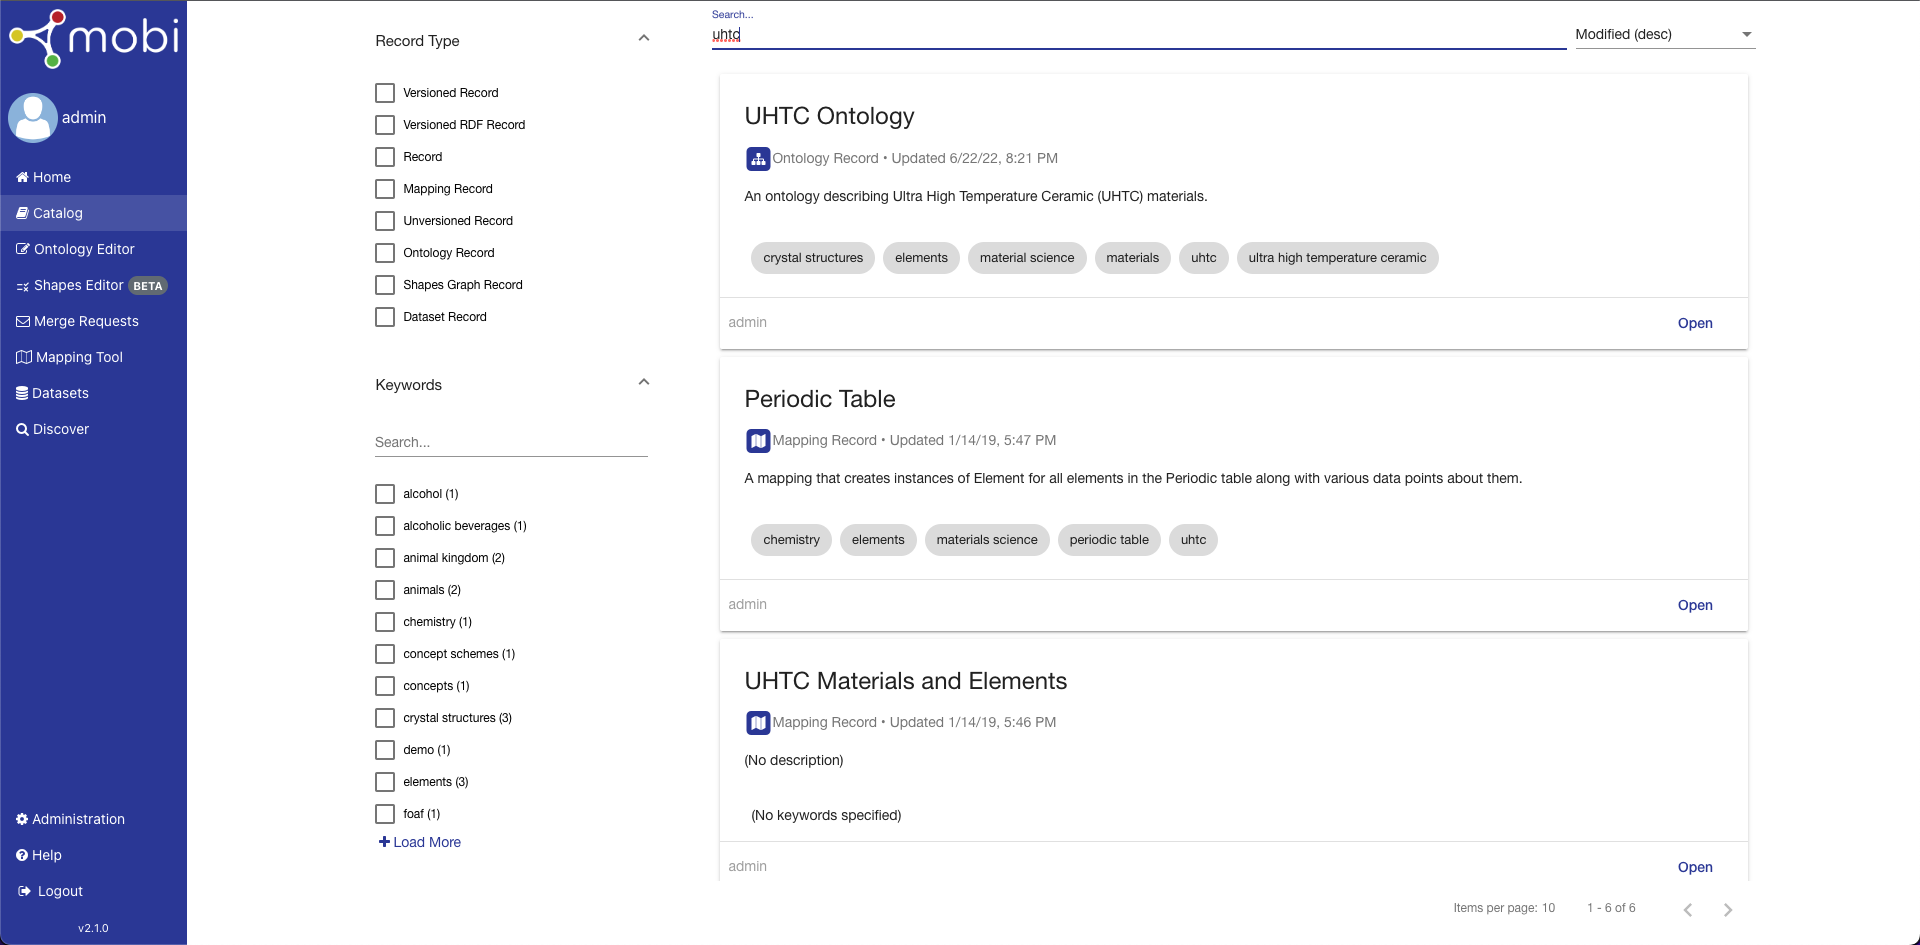 mobi
admin
Home
Catalog
Ontology Editor
Shapes Editor BETA
Merge Requests
Mapping Tool
Datasets
Discover
Administration
Help
Logout
v2.1.0
Record Type
Versioned Record
Versioned RDF Record
Record
Mapping Record
Unversioned Record
Ontology Record
Shapes Graph Record
Dataset Record
Keywords
Search...
alcohol (1)
alcoholic beverages (1)
animal kingdom (2)
animals (2)
chemistry (1)
concept schemes (1)
concepts (1)
crystal structures (3)
demo (1)
elements (3)
foaf (1)
Load More
Search...
uhtc
Modified (desc)
UHTC Ontology
Ontology Record • Updated 6/22/22, 8:21 PM
An ontology describing Ultra High Temperature Ceramic (UHTC) materials.
crystal structures elements material science materials uhtc ultra high temperature ceramic
admin Open
Periodic Table
Mapping Record • Updated 1/14/19, 5:47 PM
A mapping that creates instances of Element for all elements in the Periodic table along with various data points about them.
chemistry elements materials science periodic table uhtc
admin Open
UHTC Materials and Elements
Mapping Record • Updated 1/14/19, 5:46 PM
(No description)
(No keywords specified)
admin Open
Items per page: 10 1 - 6 of 6